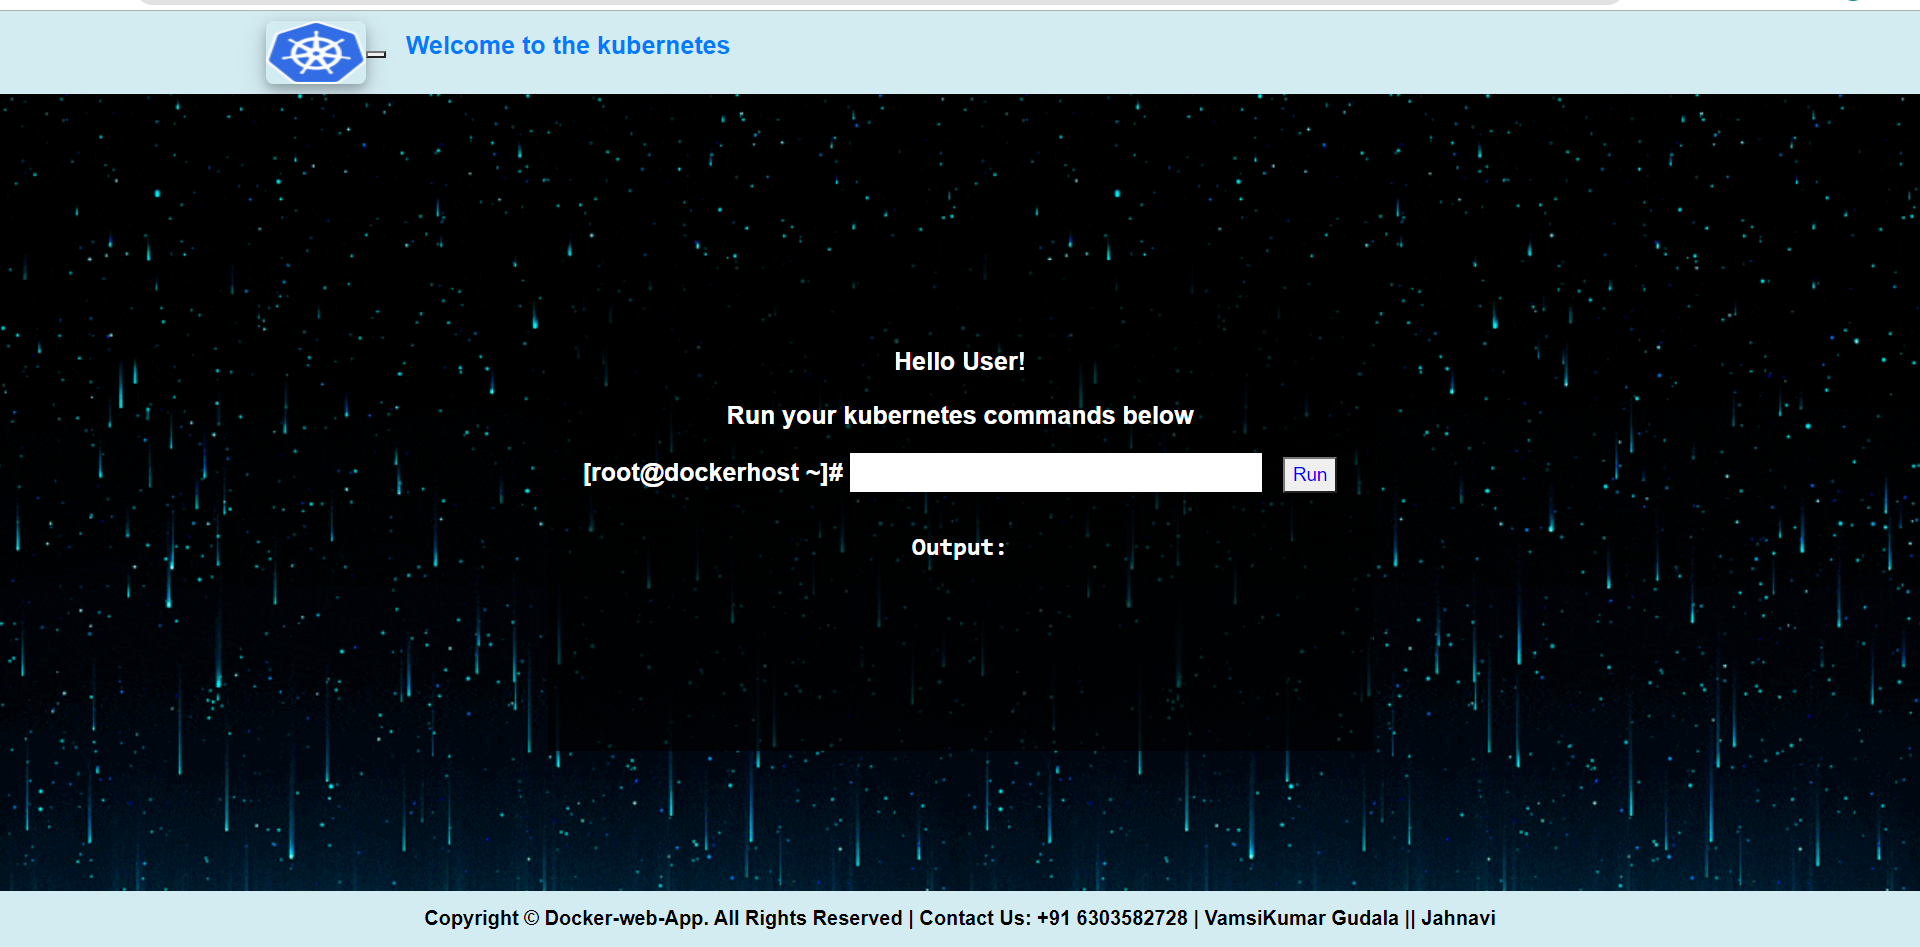 Welcome to the kubernetes
Hello User!
Run your kubernetes commands below
[root@dockerhost ~]# Run
Output:
Copyright © Docker-web-App. All Rights Reserved | Contact Us: +91 6303582728 | VamsiKumar Gudala || Jahnavi